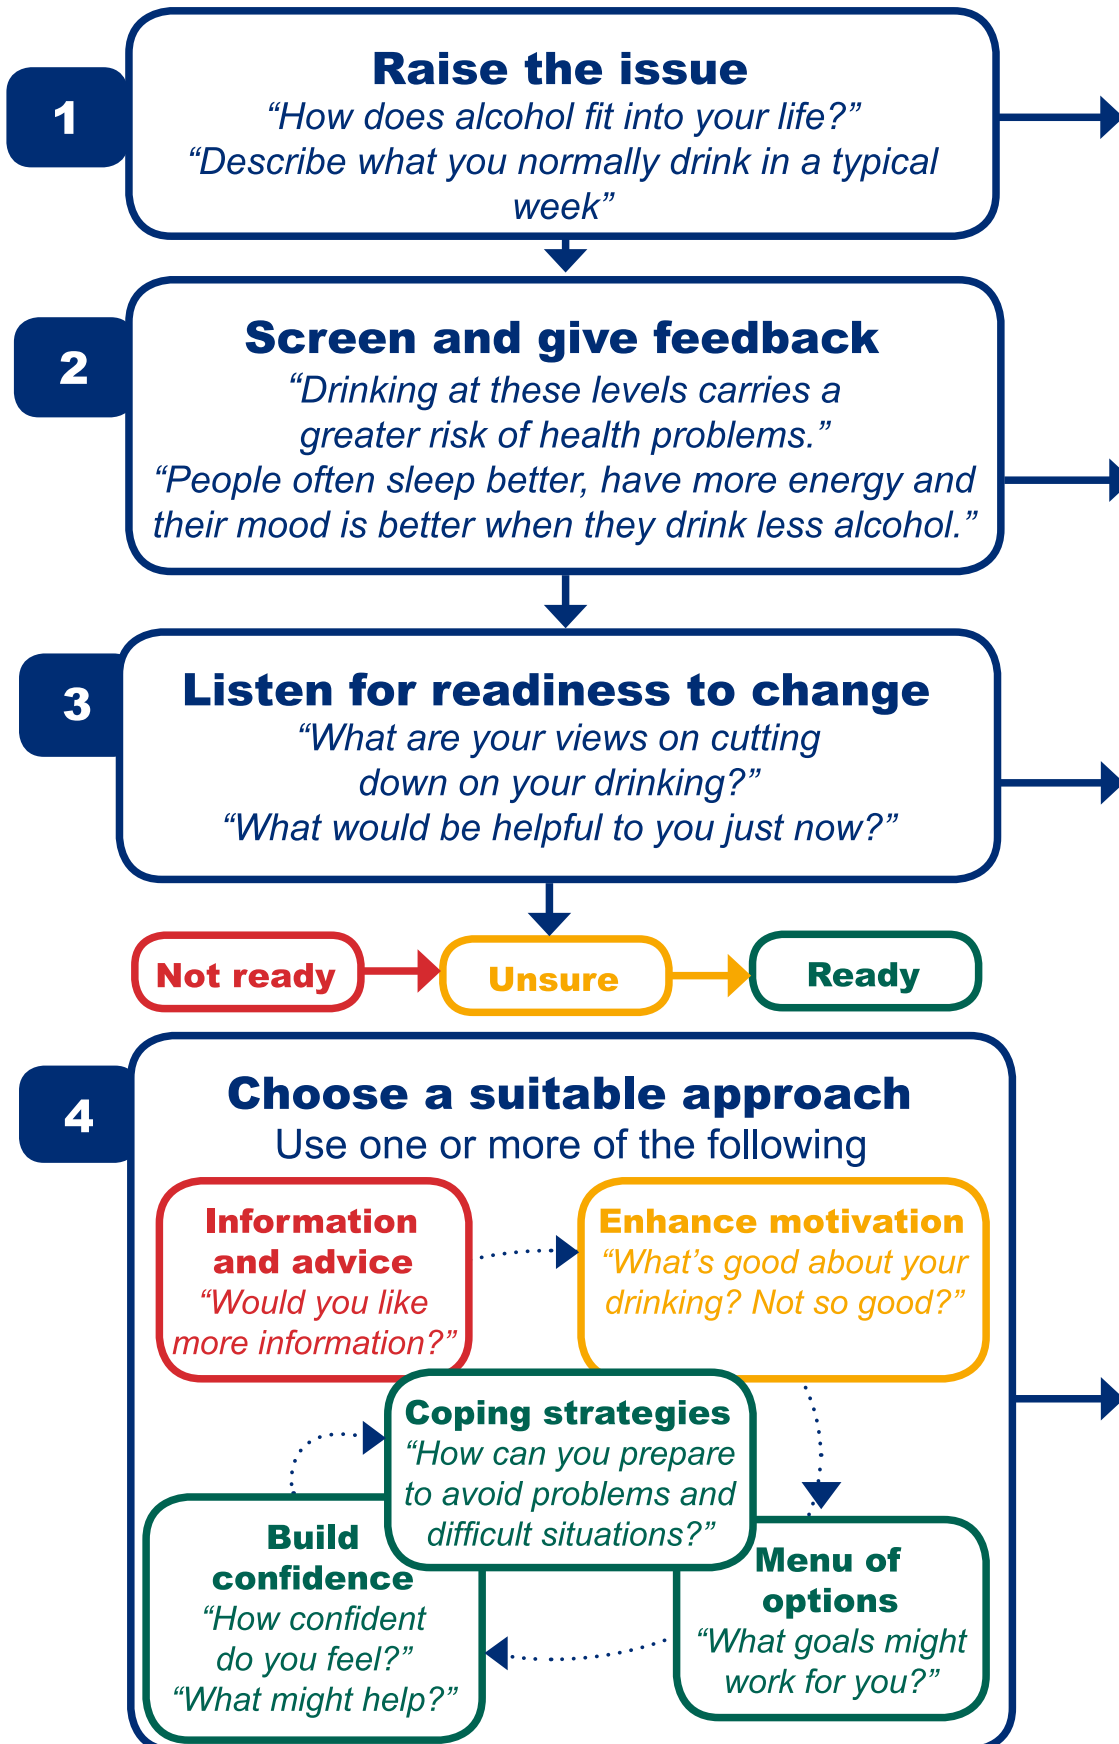 1
Raise the issue
“How does alcohol fit into your life?”
“Describe what you normally drink in a typical
week”
2
Screen and give feedback
“Drinking at these levels carries a
greater risk of health problems.”
“People often sleep better, have more energy and
their mood is better when they drink less alcohol.”
3
Listen for readiness to change
“What are your views on cutting
down on your drinking?”
“What would be helpful to you just now?”
Not ready
Unsure
Ready
4
Choose a suitable approach
Use one or more of the following
Information
and advice
“Would you like
more information?”
Enhance motivation
“What’s good about your
drinking? Not so good?”
Coping strategies
“How can you prepare
to avoid problems and
difficult situations?”
Build
confidence
“How confident
do you feel?”
“What might help?”
Menu of
options
“What goals might
work for you?”